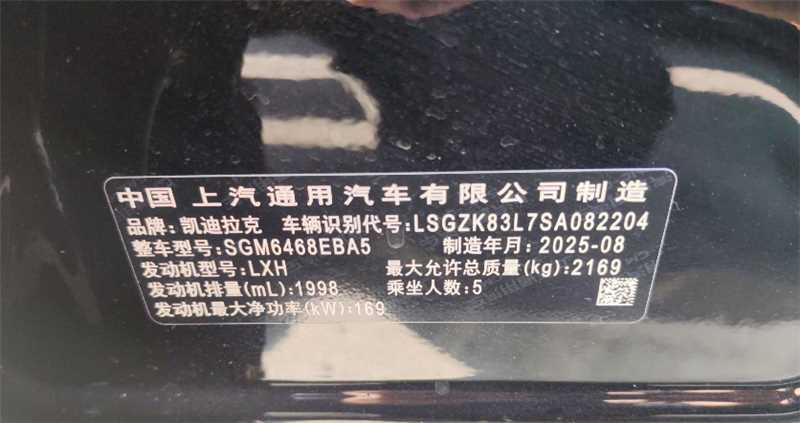 中国 上汽通用汽车有限公司制造
品牌: 凯迪拉克 车辆识别代号:LSGZK83L7SA082204
整车型号:SGM6468EBA5 制造年月: 2025-08
发动机型号:LXH 最大允许总质量(kg):2169
发动机排量(mL):1998 乘坐人数:5
发动机最大净功率(kW):169